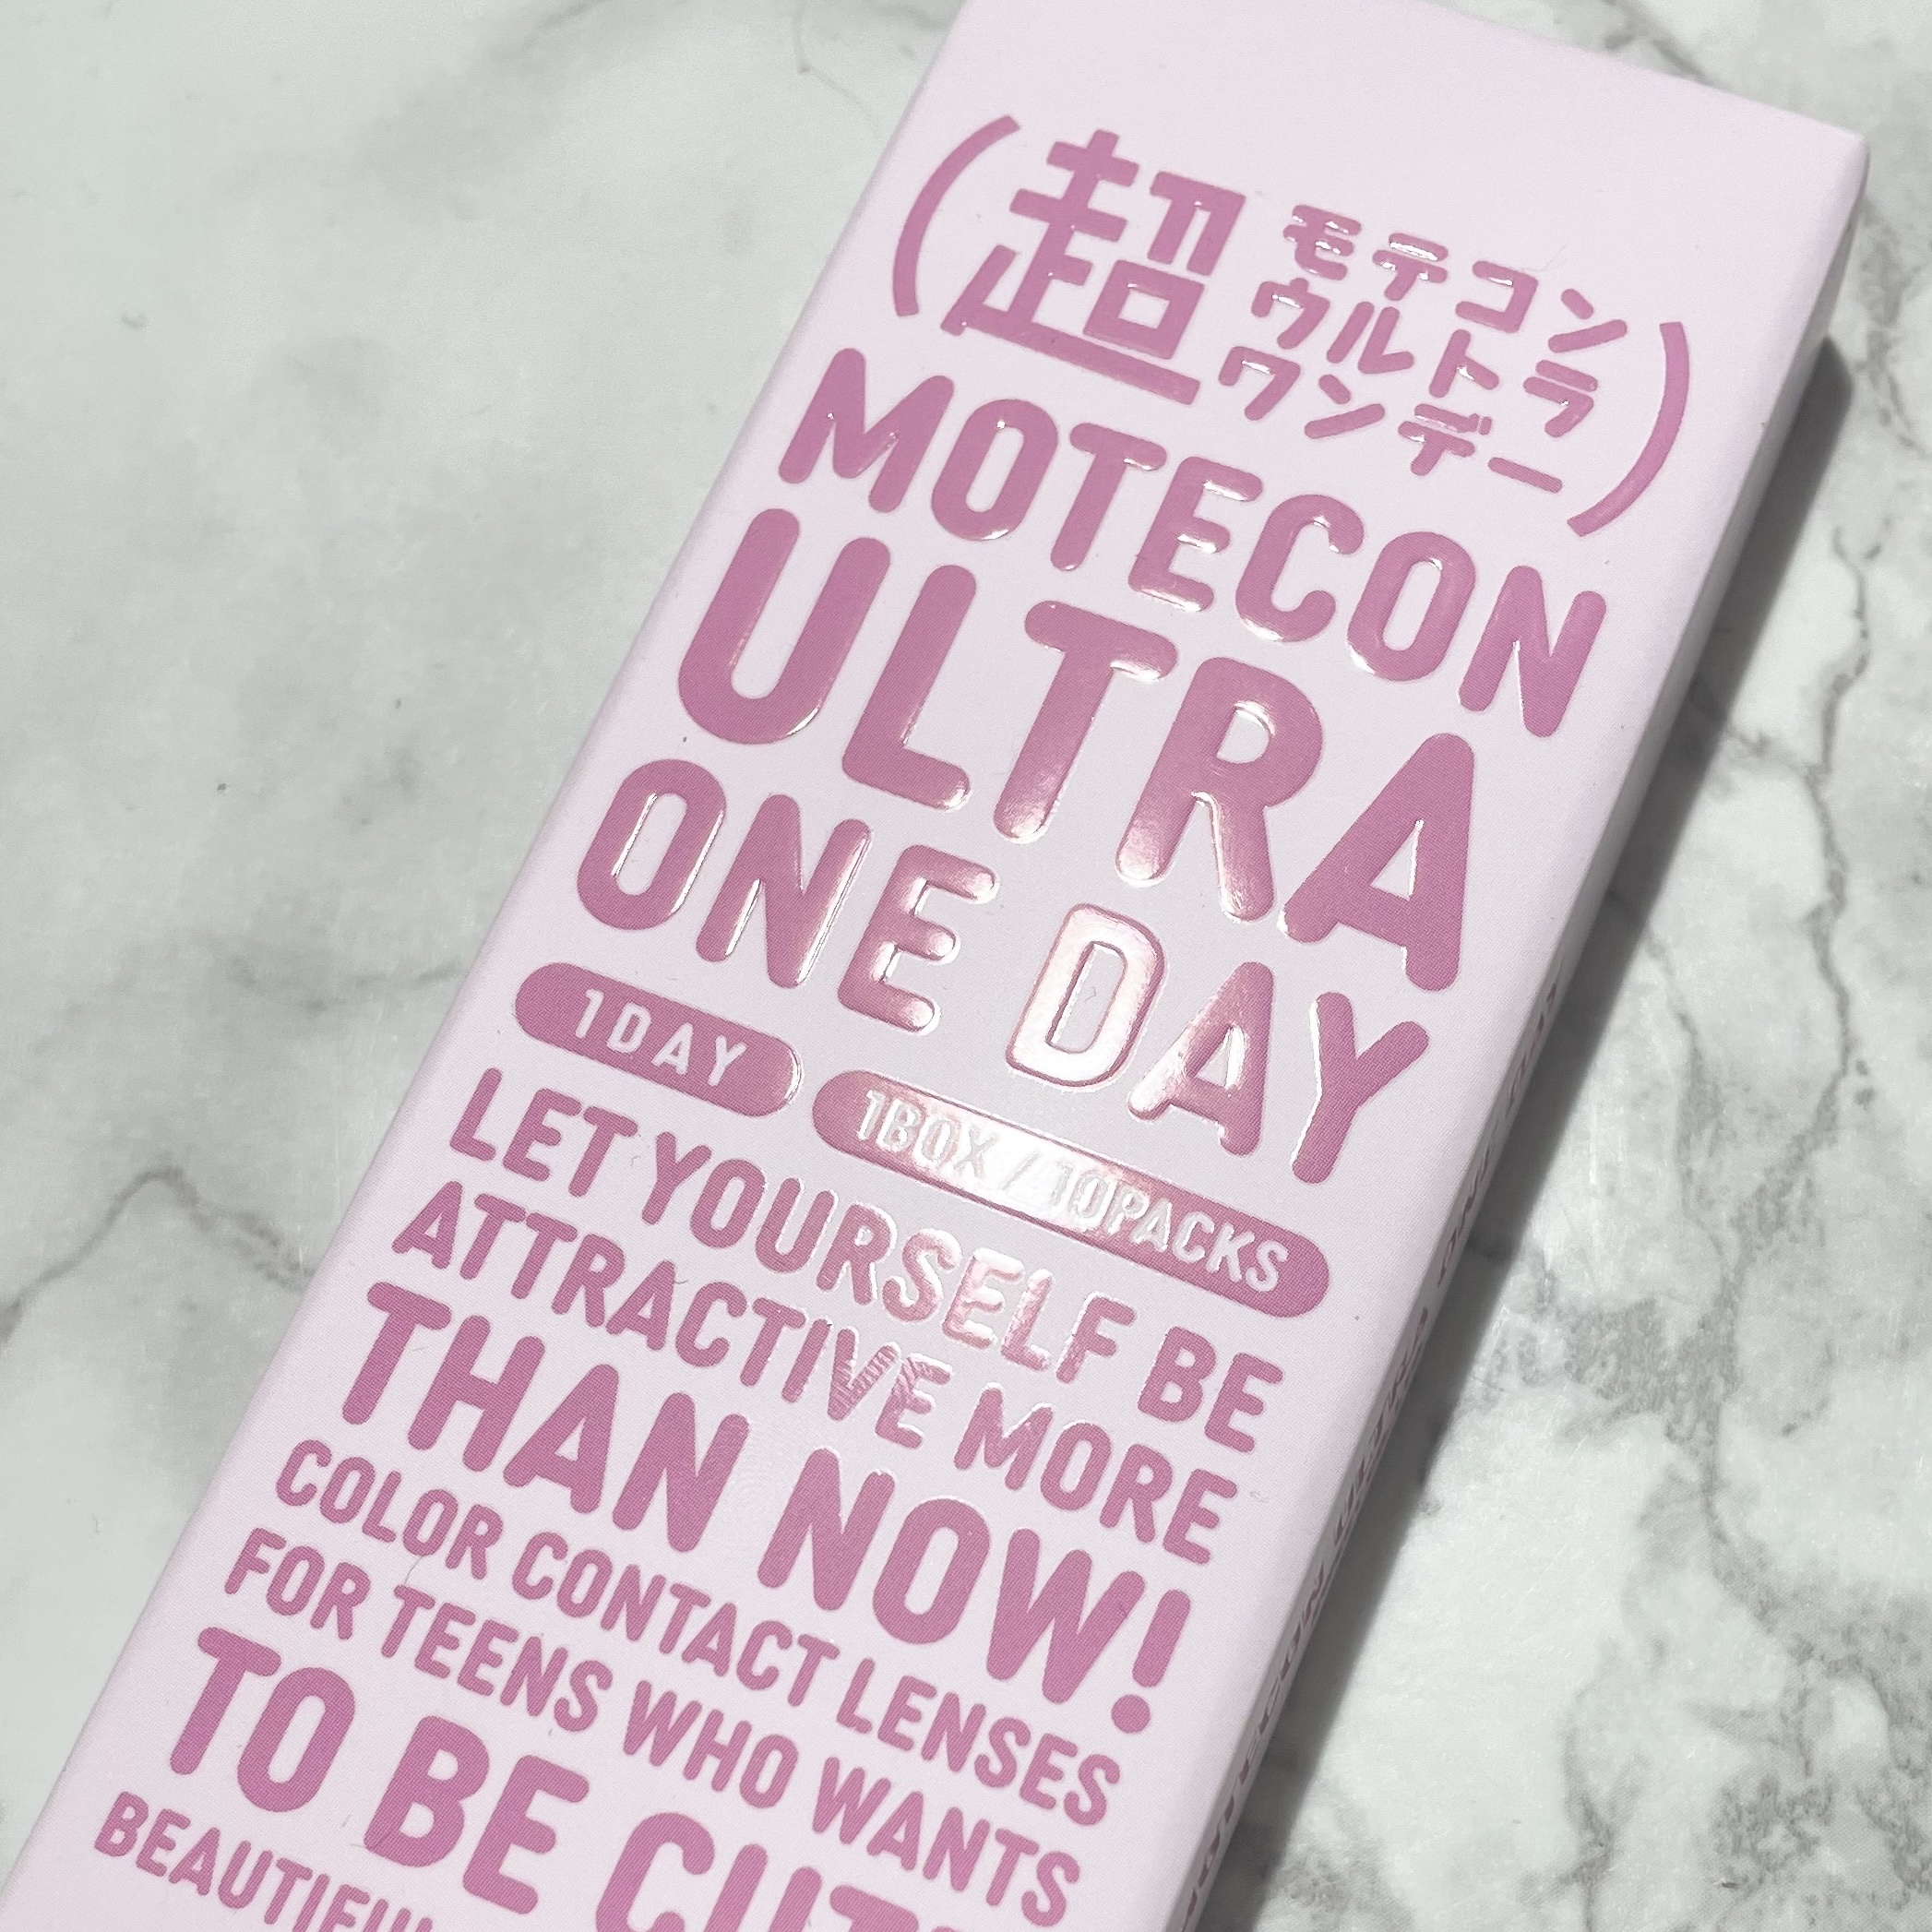 (超 モテコン
ウルトラ
ワンデー)
MOTECON
ULTRA
ONE DAY
1DAY
1BOX / 10PACKS
LET YOURSELF BE
ATTRACTIVE MORE
THAN NOW!
COLOR CONTACT LENSES
FOR TEENS WHO WANTS
TO BE CUTE